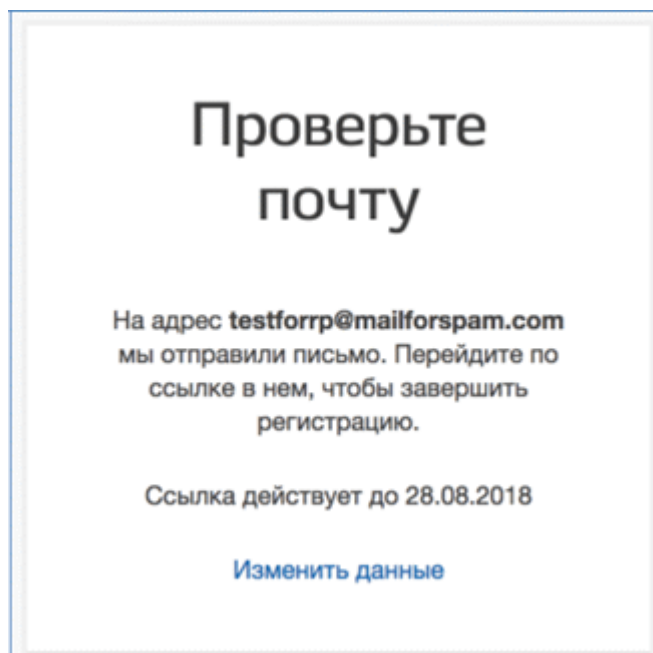 Проверьте
почту
На адрес testforrp@mailforspam.com
мы отправили письмо. Перейдите по
ссылке в нем, чтобы завершить
регистрацию.
Ссылка действует до 28.08.2018
Изменить данные